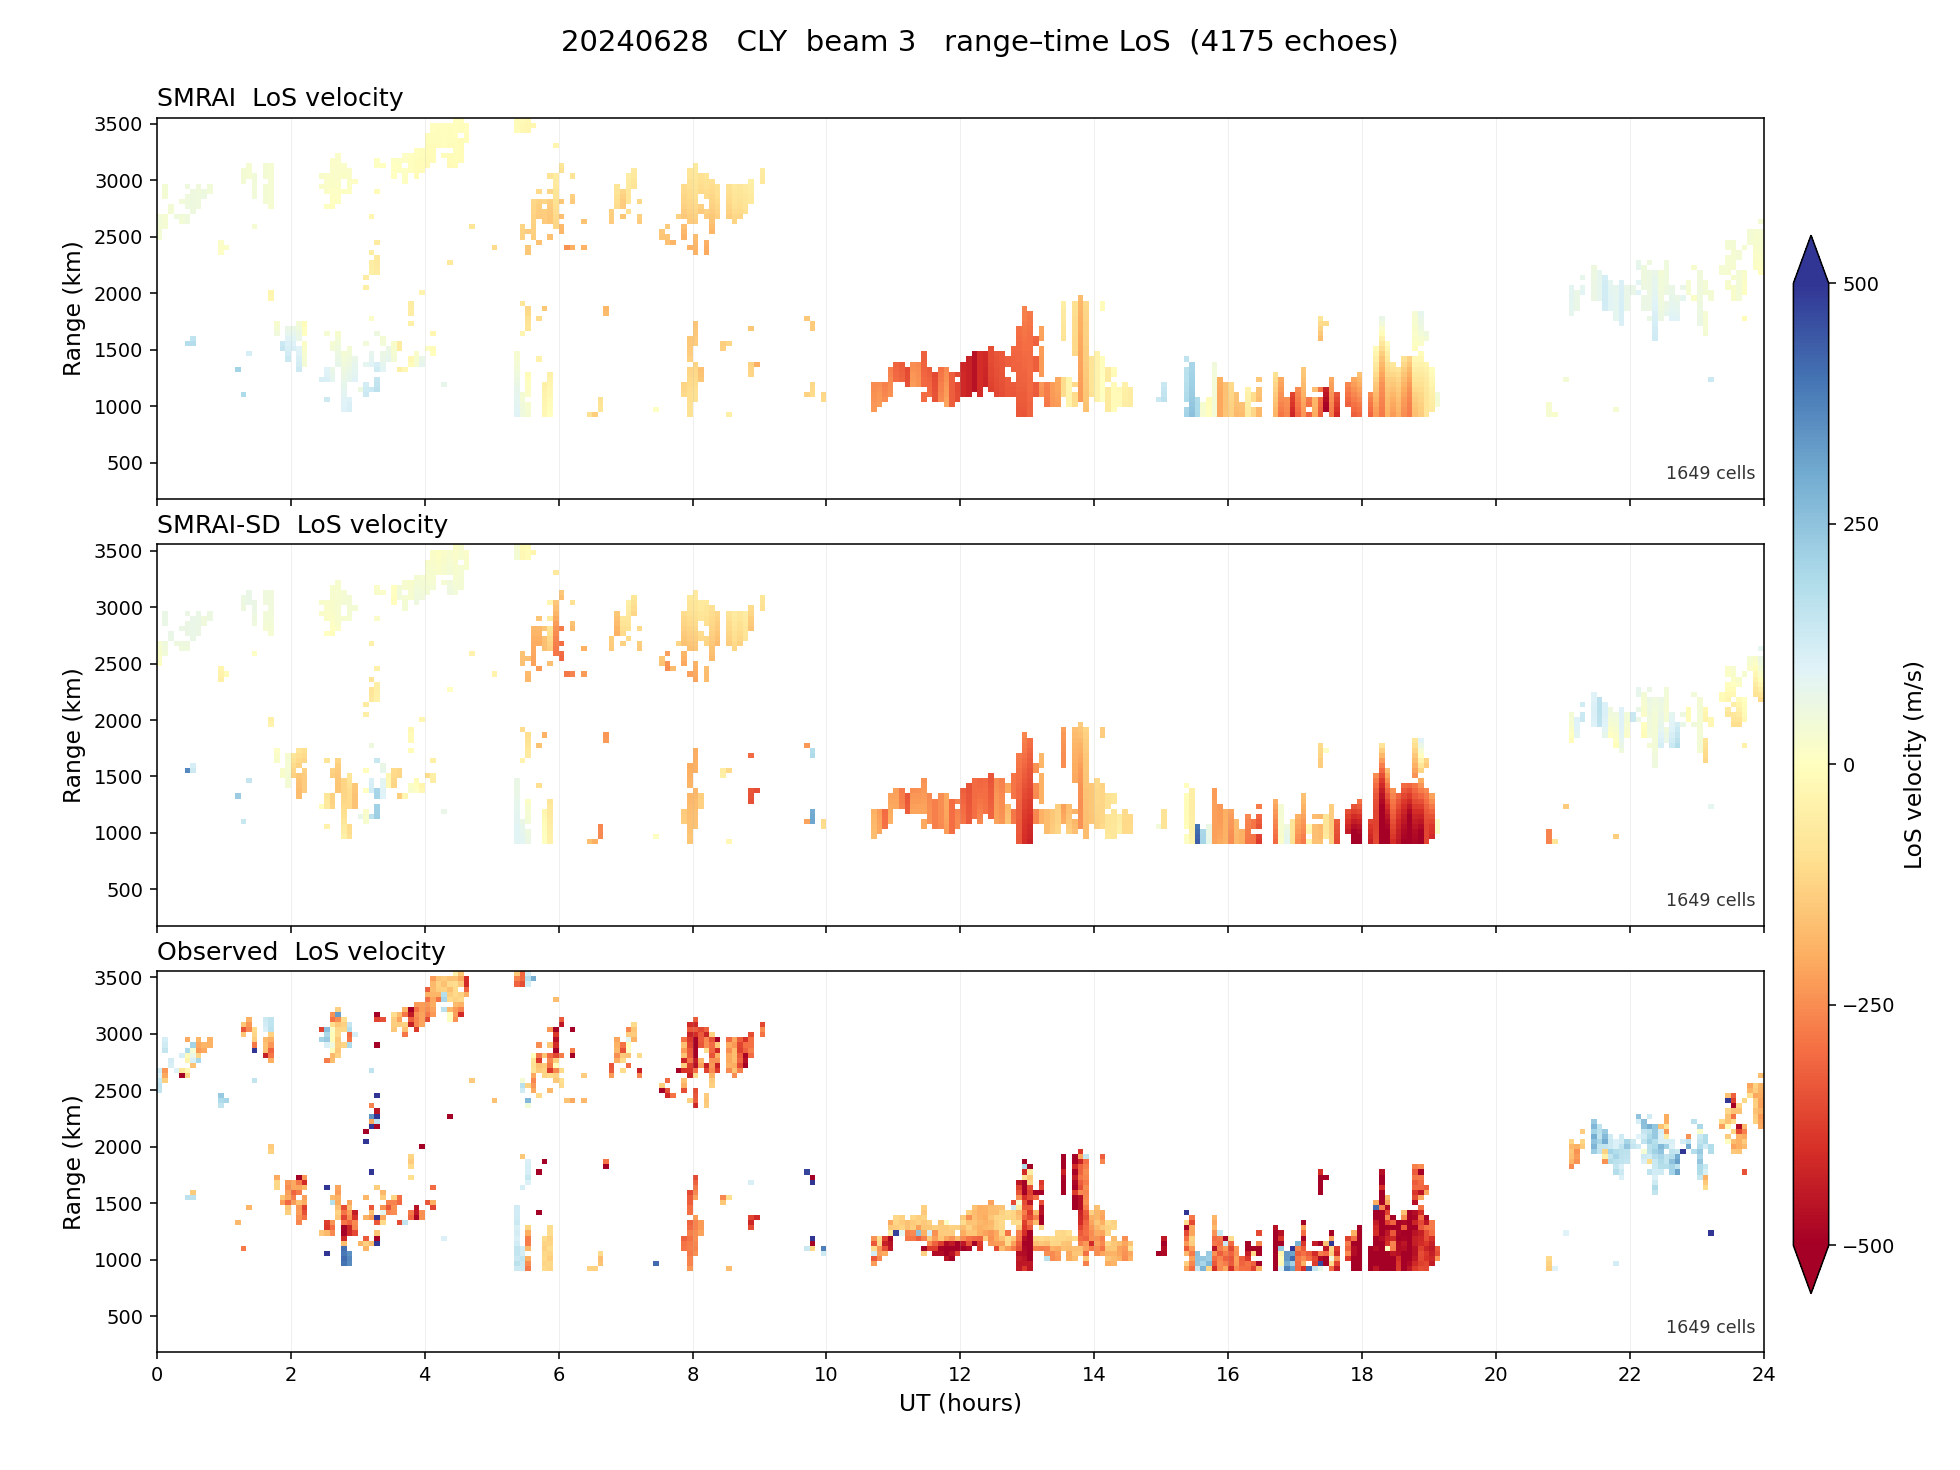 20240628   CLY  beam 3   range–time LoS  (4175 echoes)
SMRAI  LoS velocity
3500
3000
2500
2000
1500
1000
500
Range (km)
1649 cells
SMRAI-SD  LoS velocity
3500
3000
2500
2000
1500
1000
500
Range (km)
1649 cells
Observed  LoS velocity
3500
3000
2500
2000
1500
1000
500
Range (km)
1649 cells
0 2 4 6 8 10 12 14 16 18 20 22 24
UT (hours)
500
250
0
−250
−500
LoS velocity (m/s)